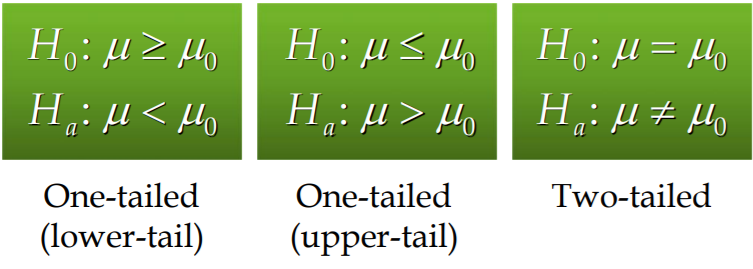 H₀: μ ≥ μ₀
Hₐ: μ < μ₀
One-tailed
(lower-tail)
H₀: μ ≤ μ₀
Hₐ: μ > μ₀
One-tailed
(upper-tail)
H₀: μ = μ₀
Hₐ: μ ≠ μ₀
Two-tailed